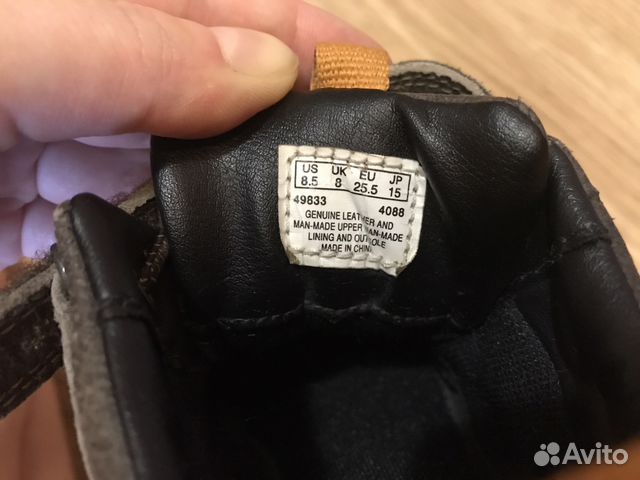 US UK EU JP
8.5 8 25.5 15
49833 4088
GENUINE LEATHER AND
MAN-MADE UPPER MAN-MADE
LINING AND OUTSOLE
MADE IN CHINA
Avito